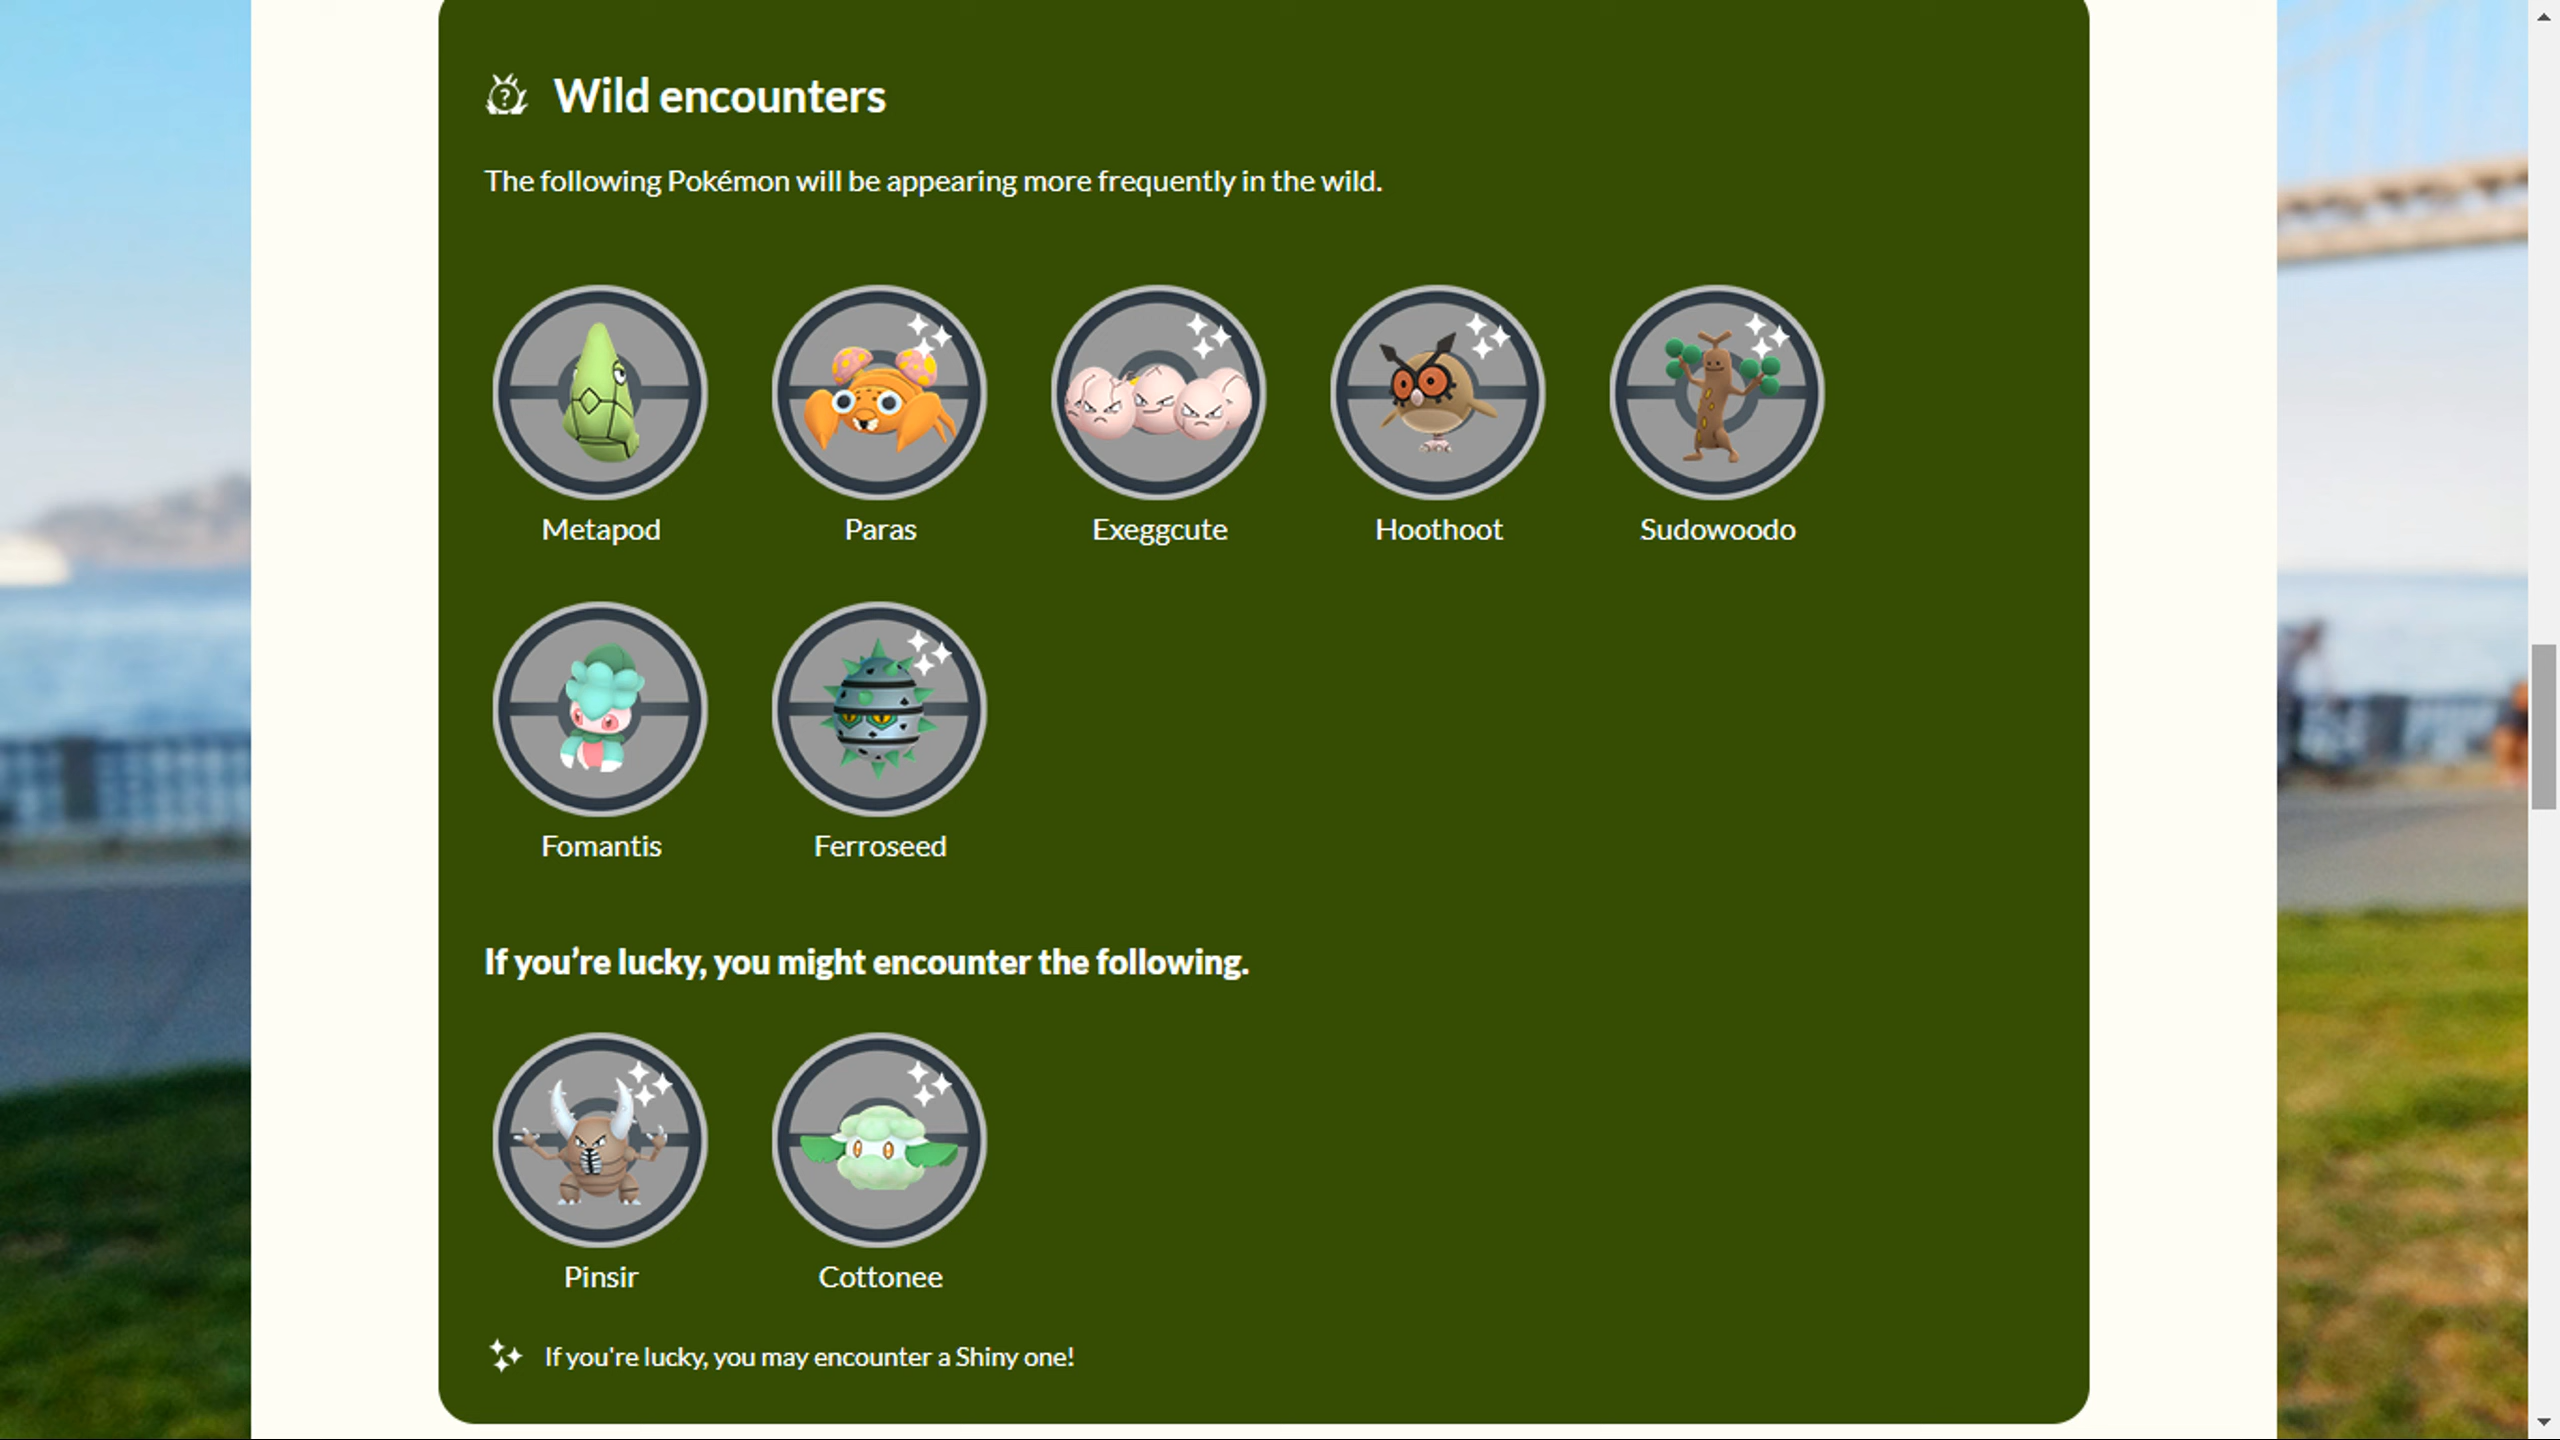 Wild encounters
The following Pokémon will be appearing more frequently in the wild.
Metapod
Paras
Exeggcute
Hoothoot
Sudowoodo
Fomantis
Ferroseed
If you’re lucky, you might encounter the following.
Pinsir
Cottonee
If you're lucky, you may encounter a Shiny one!